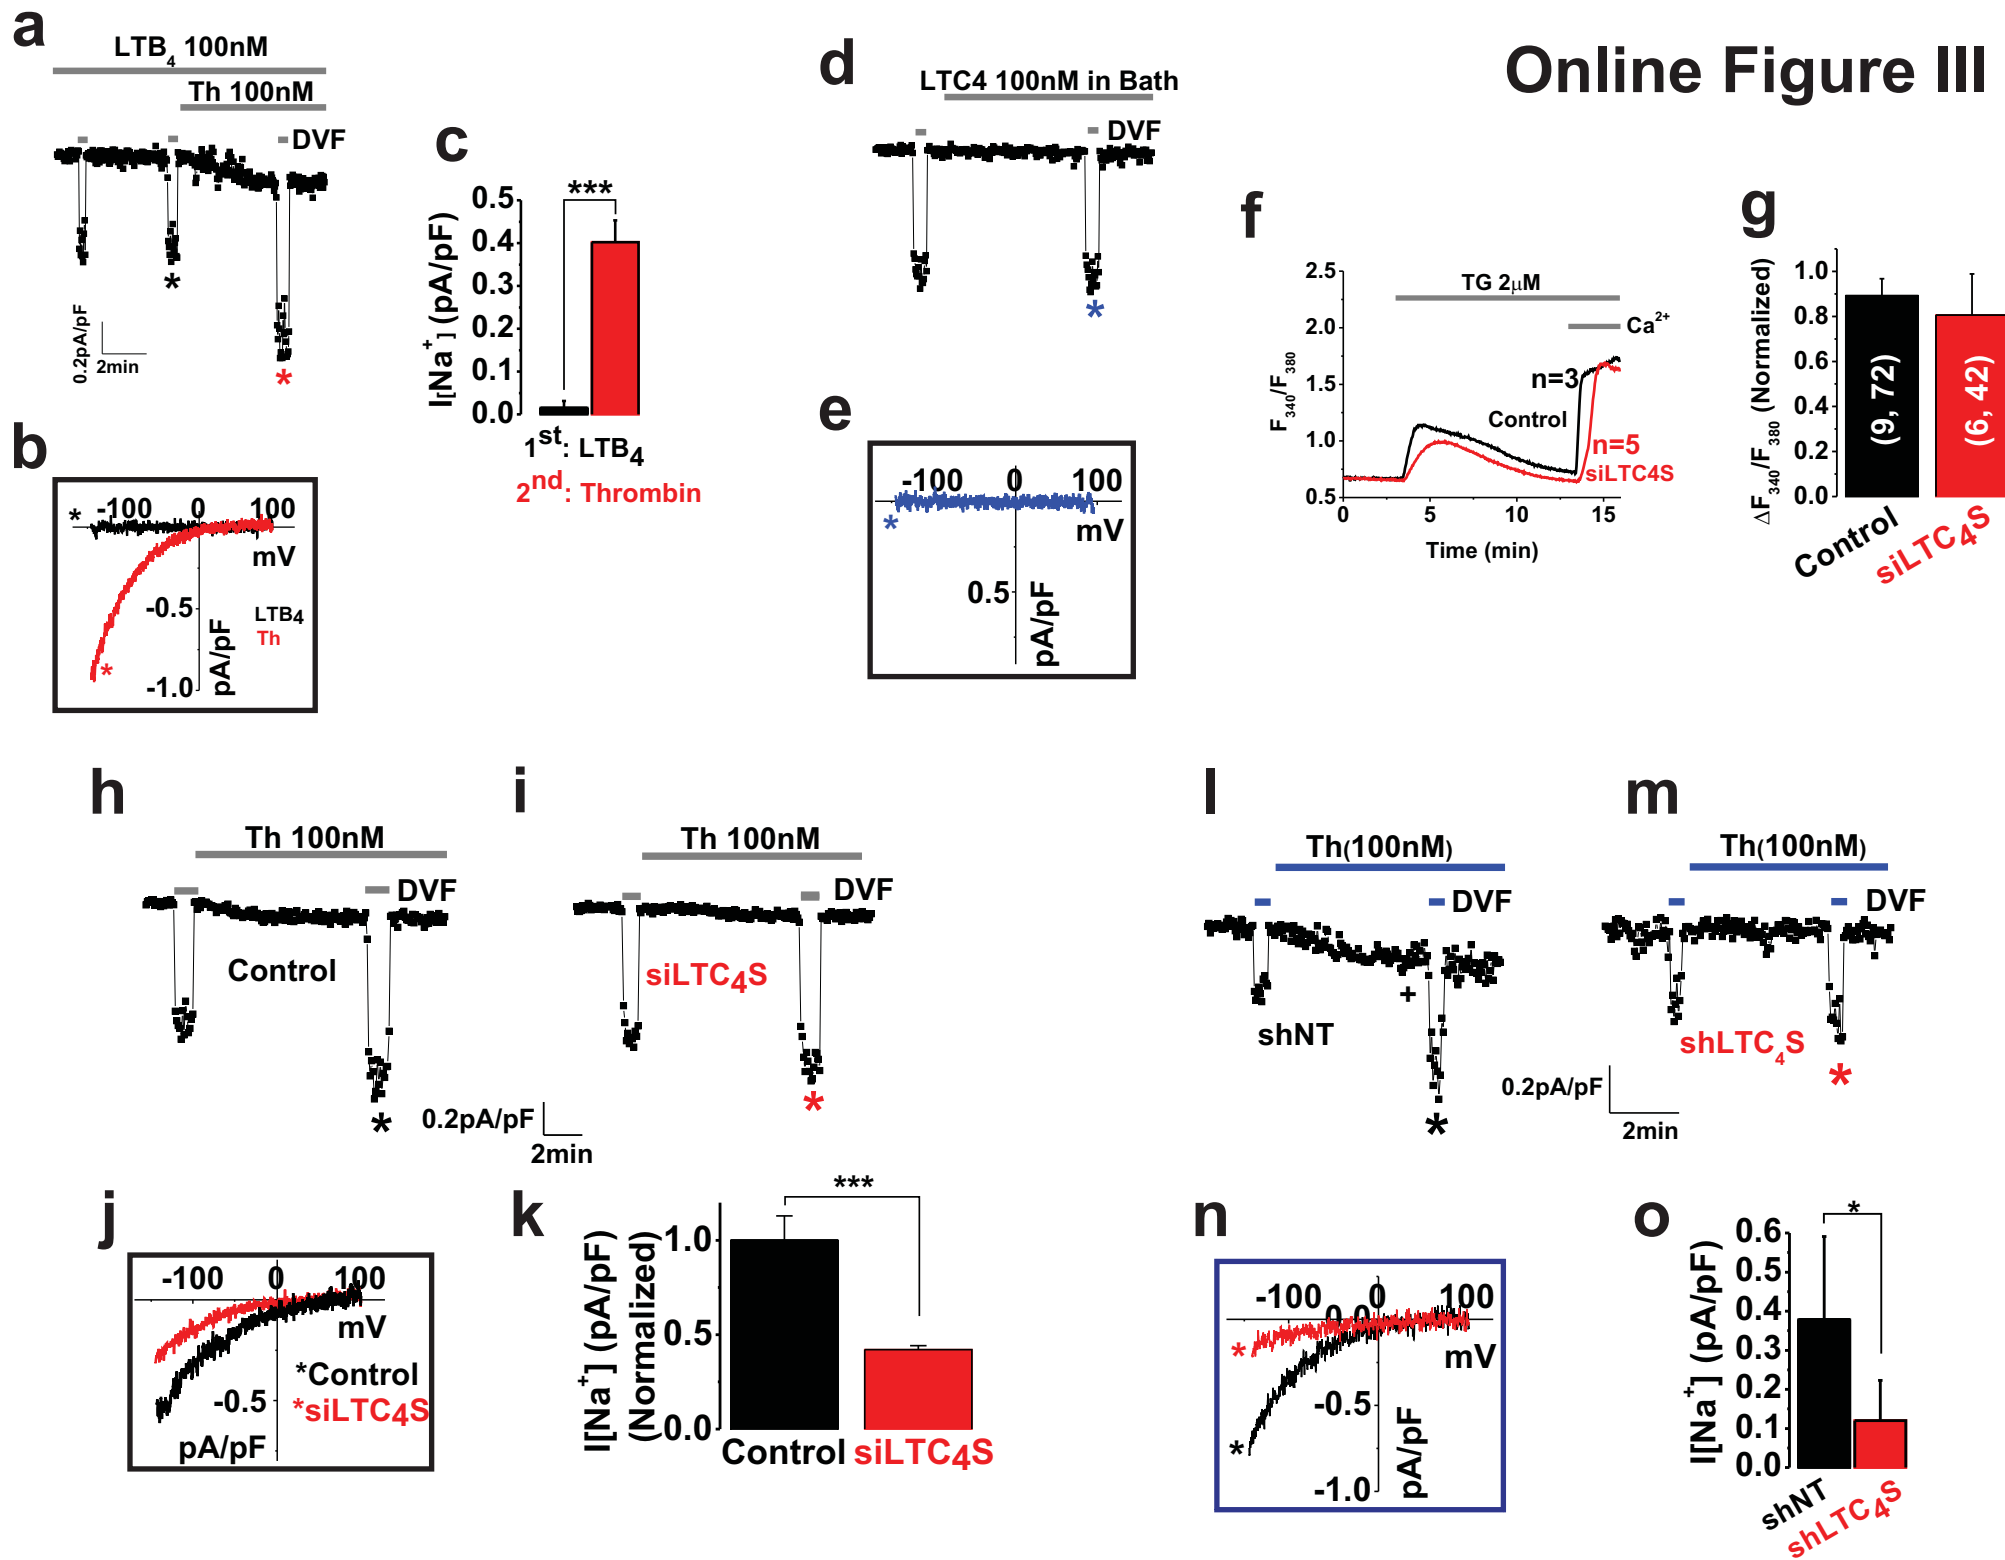 Online Figure III
a
LTB4 100nM
Th 100nM
DVF
*
*
0.2pA/pF
2min
b
*
-100 0 100
mV
-0.5
LTB4
Th
*
-1.0
pA/pF
c
***
0.5
0.4
0.3
0.2
0.1
0.0
I[Na+] (pA/pF)
1st: LTB4
2nd: Thrombin
d
LTC4 100nM in Bath
DVF
*
e
-100 0 100
*
mV
0.5
pA/pF
f
2.5
2.0
1.5
1.0
0.5
F340/F380
TG 2µM
Ca2+
n=3
Control
n=5
siLTC4S
0 5 10 15
Time (min)
g
1.0
0.8
0.6
0.4
0.2
0.0
ΔF340/F380 (Normalized)
(9, 72)
(6, 42)
Control
siLTC4S
h
Th 100nM
DVF
Control
*
0.2pA/pF
2min
i
Th 100nM
DVF
siLTC4S
*
j
-100 0 100
mV
*Control
-0.5
*siLTC4S
pA/pF
k
***
1.0
0.5
0.0
I[Na+] (pA/pF)
(Normalized)
Control siLTC4S
l
Th(100nM)
DVF
+
shNT
*
m
Th(100nM)
DVF
shLTC4S
*
0.2pA/pF
2min
n
-100 0 100
0.0
*
mV
-0.5
*
-1.0
pA/pF
o
*
0.6
0.5
0.4
0.3
0.2
0.1
0.0
I[Na+] (pA/pF)
shNT
shLTC4S